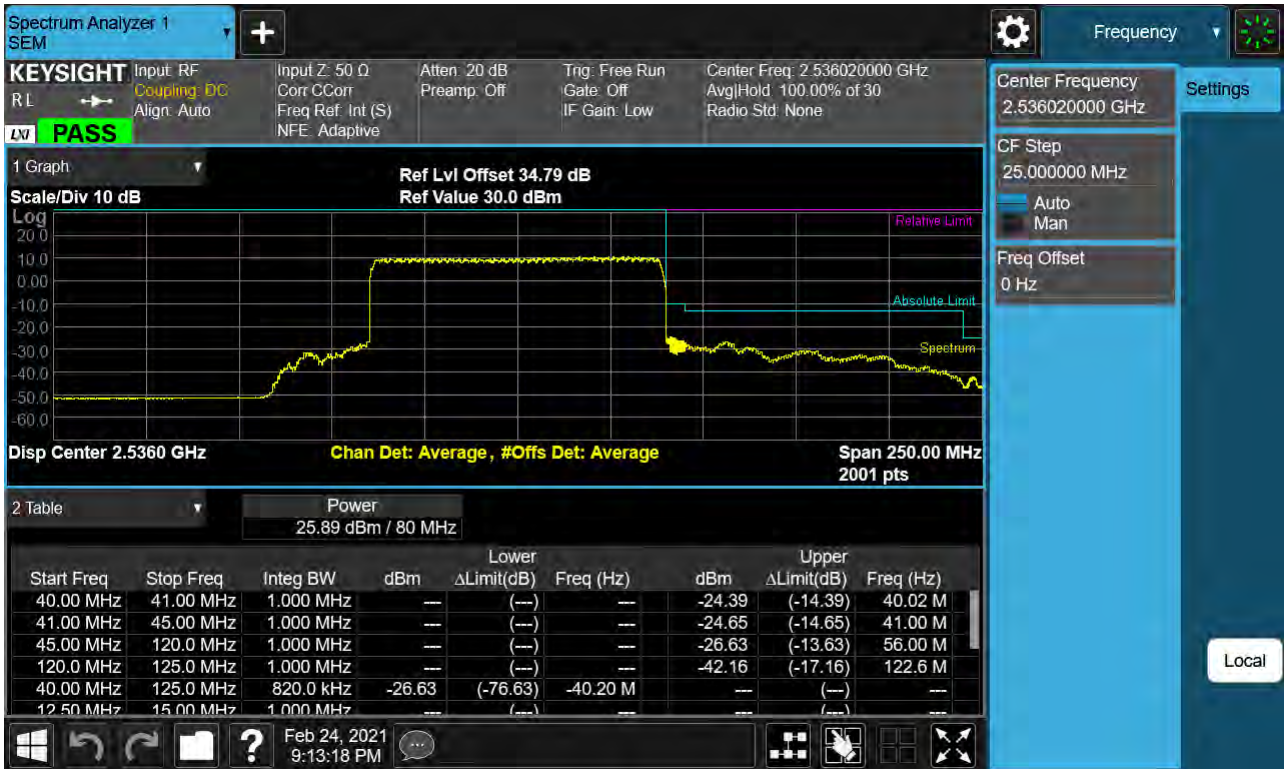 Spectrum Analyzer 1
SEM
Frequency
KEYSIGHT
R L
LXI
PASS
Input: RF
Coupling: DC
Align: Auto
Input Z: 50 Ω
Corr CCorr
Freq Ref: Int (S)
NFE: Adaptive
Atten: 20 dB
Preamp: Off
Trig: Free Run
Gate: Off
IF Gain: Low
Center Freq: 2.536020000 GHz
Avg|Hold: 100.00% of 30
Radio Std: None
Center Frequency
2.536020000 GHz
Settings
CF Step
25.000000 MHz
Auto
Man
Freq Offset
0 Hz
Local
1 Graph
Scale/Div 10 dB
Ref Lvl Offset 34.79 dB
Ref Value 30.0 dBm
Log
20.0
10.0
0.00
-10.0
-20.0
-30.0
-40.0
-50.0
-60.0
Relative Limit
Absolute Limit
Spectrum
Disp Center 2.5360 GHz
Chan Det: Average, #Offs Det: Average
Span 250.00 MHz
2001 pts
2 Table
Power
25.89 dBm / 80 MHz
Lower Upper
Start Freq Stop Freq Integ BW dBm ΔLimit(dB) Freq (Hz) dBm ΔLimit(dB) Freq (Hz)
40.00 MHz 41.00 MHz 1.000 MHz --- (---) --- -24.39 (-14.39) 40.02 M
41.00 MHz 45.00 MHz 1.000 MHz --- (---) --- -24.65 (-14.65) 41.00 M
45.00 MHz 120.0 MHz 1.000 MHz --- (---) --- -26.63 (-13.63) 56.00 M
120.0 MHz 125.0 MHz 1.000 MHz --- (---) --- -42.16 (-17.16) 122.6 M
40.00 MHz 125.0 MHz 820.0 kHz -26.63 (-76.63) -40.20 M --- (---) ---
12.50 MHz 15.00 MHz 1.000 MHz --- (---) --- --- (---) ---
Feb 24, 2021
9:13:18 PM